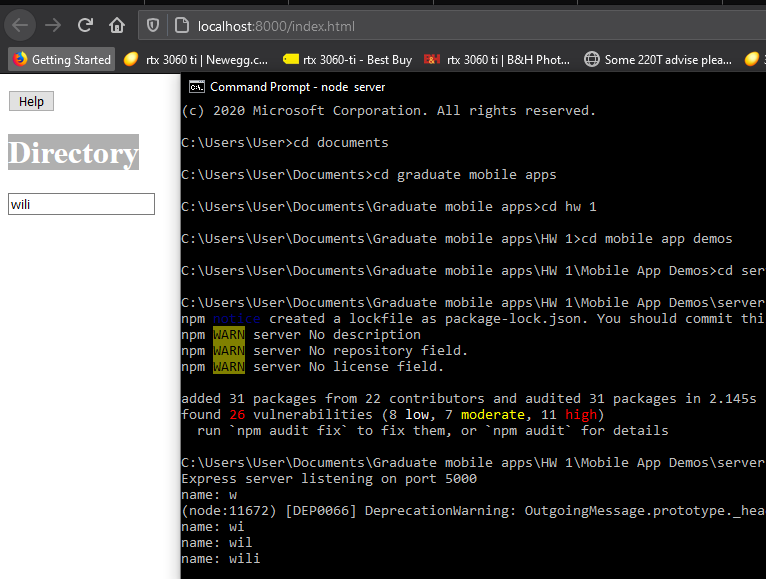 localhost:8000/index.html
Getting Started rtx 3060 ti | Newegg.c... rtx 3060-ti - Best Buy B&H rtx 3060 ti | B&H Phot... Some 220T advise plea...
Help
Directory
wili
C:\. Command Prompt - node server
(c) 2020 Microsoft Corporation. All rights reserved.
C:\Users\User>cd documents
C:\Users\User\Documents>cd graduate mobile apps
C:\Users\User\Documents\Graduate mobile apps>cd hw 1
C:\Users\User\Documents\Graduate mobile apps\HW 1>cd mobile app demos
C:\Users\User\Documents\Graduate mobile apps\HW 1\Mobile App Demos>cd ser
C:\Users\User\Documents\Graduate mobile apps\HW 1\Mobile App Demos\server
npm notice created a lockfile as package-lock.json. You should commit thi
npm WARN server No description
npm WARN server No repository field.
npm WARN server No license field.
added 31 packages from 22 contributors and audited 31 packages in 2.145s
found 26 vulnerabilities (8 low, 7 moderate, 11 high)
run `npm audit fix` to fix them, or `npm audit` for details
C:\Users\User\Documents\Graduate mobile apps\HW 1\Mobile App Demos\server
Express server listening on port 5000
name: w
(node:11672) [DEP0066] DeprecationWarning: OutgoingMessage.prototype._hea
name: wi
name: wil
name: wili